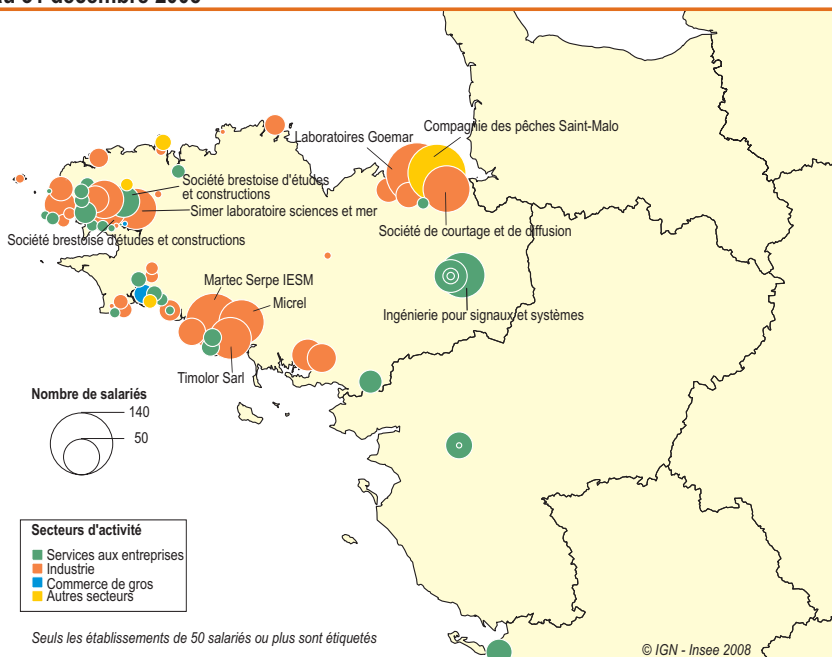 Laboratoires Goemar
Compagnie des pêches Saint-Malo
Société brestoise d'études
et constructions
Simer laboratoire sciences et mer
Société de courtage et de diffusion
Société brestoise d'études et constructions
Martec Serpe IESM
Micrel
Ingénierie pour signaux et systèmes
Timolor Sarl
Nombre de salariés
140
50
Secteurs d'activité
Services aux entreprises
Industrie
Commerce de gros
Autres secteurs
Seuls les établissements de 50 salariés ou plus sont étiquetés
© IGN - Insee 2008